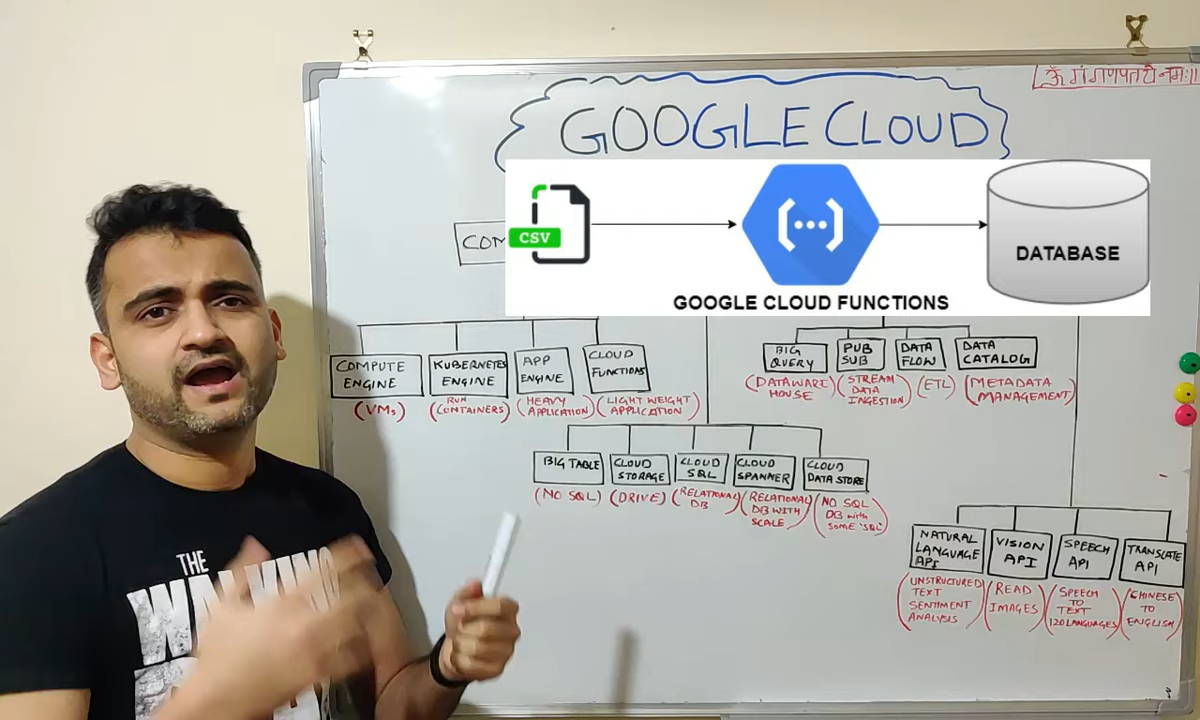 ॐ गं गणपतये नमः॥
GOOGLE CLOUD
CSV
DATABASE
GOOGLE CLOUD FUNCTIONS
COM
COMPUTE
ENGINE
(VMs)
KUBERNETES
ENGINE
(RUN
CONTAINERS)
APP
ENGINE
(HEAVY
APPLICATION)
CLOUD
FUNCTIONS
(LIGHT WEIGHT
APPLICATION)
BIG
QUERY
(DATAWARE
HOUSE)
PUB
SUB
(STREAM
DATA
INGESTION)
DATA
FLOW
(ETL)
DATA
CATALOG
(METADATA
MANAGEMENT)
BIG TABLE
(NO SQL)
CLOUD
STORAGE
(DRIVE)
CLOUD
SQL
(RELATIONAL
DB)
CLOUD
SPANNER
(RELATIONAL
DB WITH
SCALE)
CLOUD
DATA STORE
(NO SQL
DB with
some "SQL")
NATURAL
LANGUAGE
API
(UNSTRUCTURED
TEXT
SENTIMENT
ANALYSIS)
VISION
API
(READ
IMAGES)
SPEECH
API
(SPEECH
TO
TEXT
120 LANGUAGES)
TRANSLATE
API
(CHINESE
TO
ENGLISH)
THE